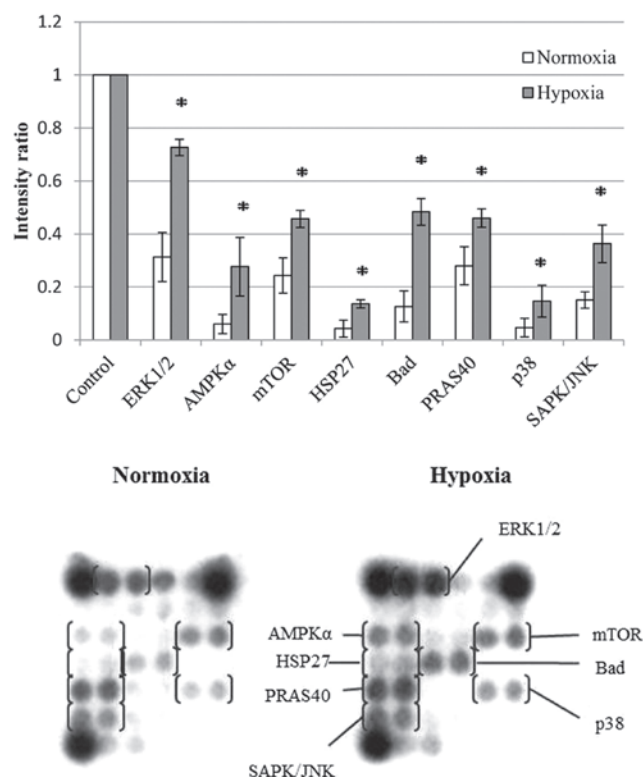 1.2
1
0.8
0.6
0.4
0.2
0
Intensity ratio
Normoxia
Hypoxia
*
*
*
*
*
*
*
*
Control
ERK1/2
AMPKα
mTOR
HSP27
Bad
PRAS40
p38
SAPK/JNK
Normoxia
Hypoxia
ERK1/2
AMPKα
mTOR
HSP27
Bad
PRAS40
p38
SAPK/JNK